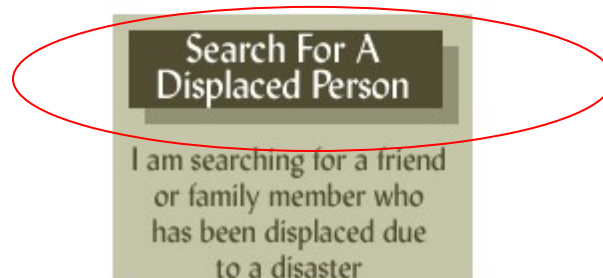 Search For A
Displaced Person
I am searching for a friend
or family member who
has been displaced due
to a disaster